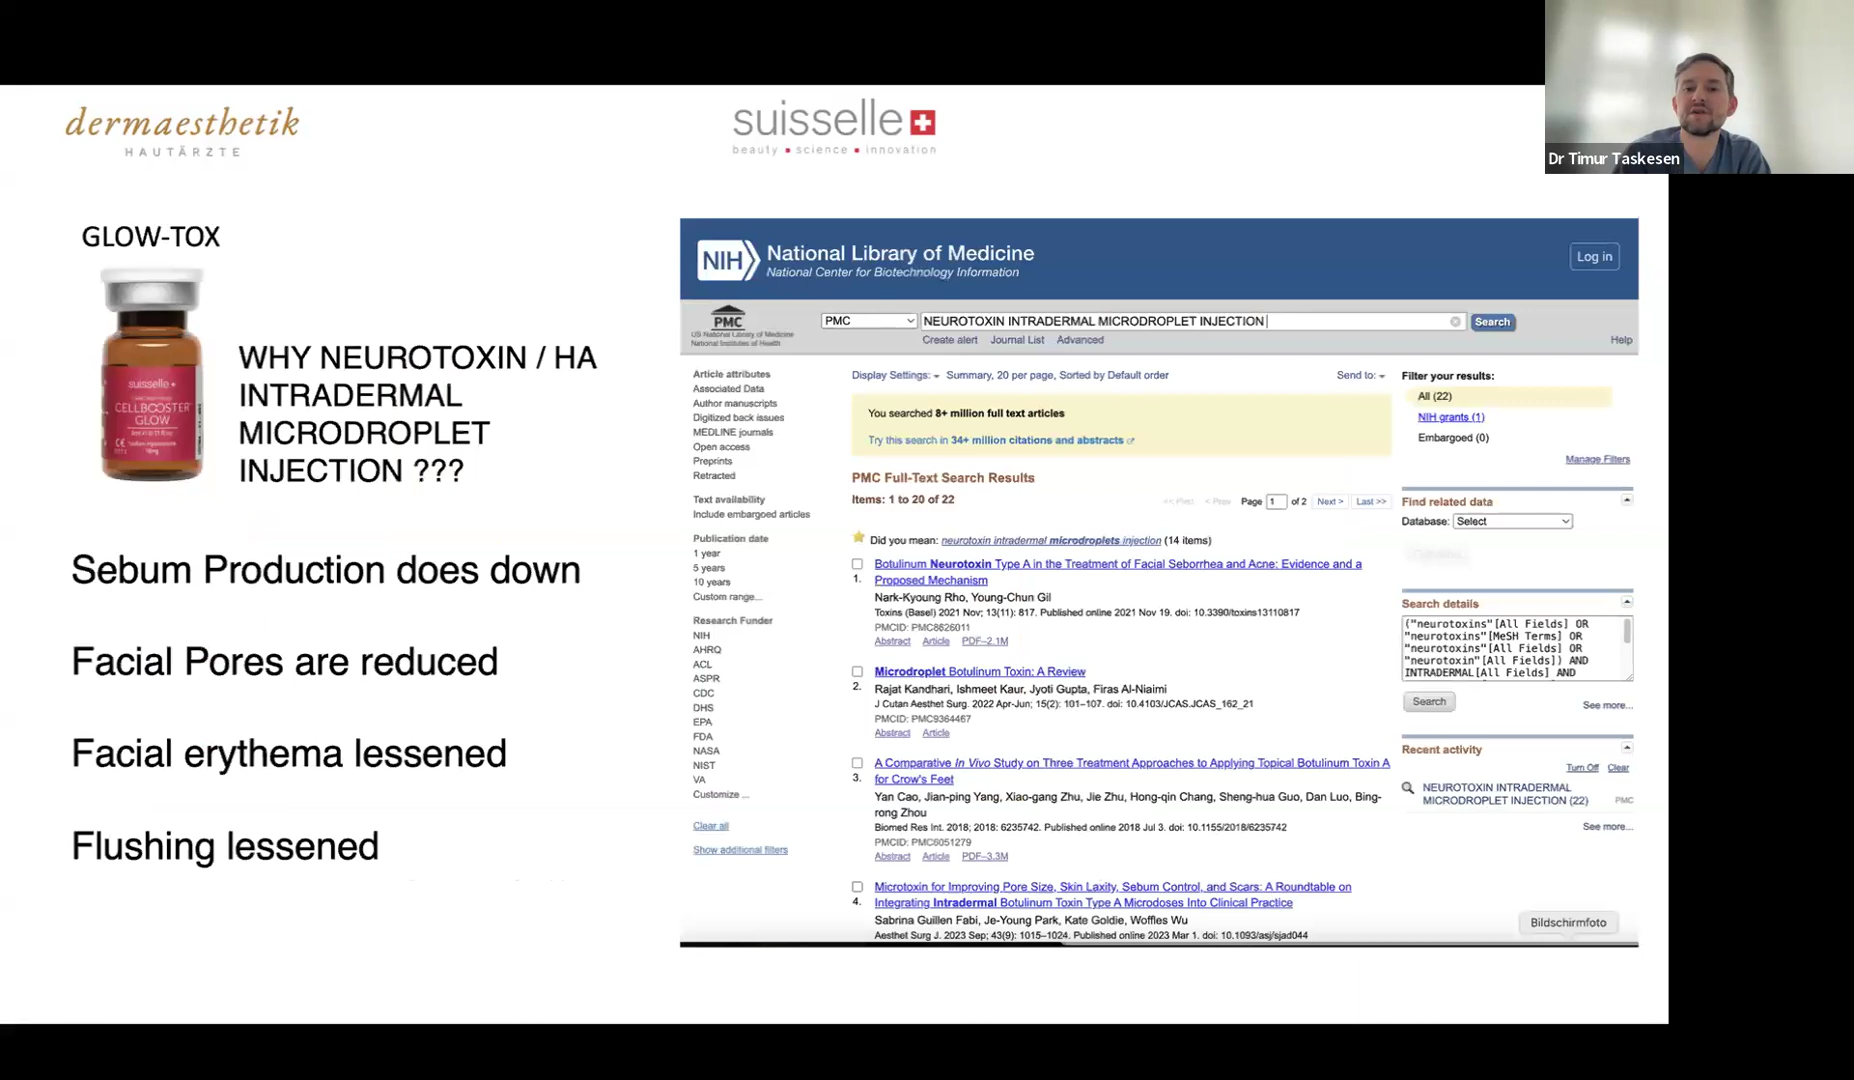 dermaesthetik
HAUTÄRZTE
suisselle
beauty ▪ science ▪ innovation
Dr Timur Taskesen
GLOW-TOX
suisselle
CELLBOOSTER
GLOW
WHY NEUROTOXIN / HA
INTRADERMAL
MICRODROPLET
INJECTION ???
Sebum Production does down
Facial Pores are reduced
Facial erythema lessened
Flushing lessened
NIH
National Library of Medicine
National Center for Biotechnology Information
Log in
PMC
US National Library of Medicine
National Institutes of Health
PMC
NEUROTOXIN INTRADERMAL MICRODROPLET INJECTION
Search
Create alert Journal List Advanced
Help
Article attributes
Associated Data
Author manuscripts
Digitized back issues
MEDLINE journals
Open access
Preprints
Retracted
Text availability
Include embargoed articles
Publication date
1 year
5 years
10 years
Custom range...
Research Funder
NIH
AHRQ
ACL
ASPR
CDC
DHS
EPA
FDA
NASA
NIST
VA
Customize ...
Clear all
Show additional filters
Display Settings: Summary, 20 per page, Sorted by Default order
Send to:
You searched 8+ million full text articles
Try this search in 34+ million citations and abstracts
PMC Full-Text Search Results
Items: 1 to 20 of 22
<< First < Prev Page 1 of 2 Next > Last >>
Did you mean: neurotoxin intradermal microdroplets injection (14 items)
Botulinum Neurotoxin Type A in the Treatment of Facial Seborrhea and Acne: Evidence and a
1. Proposed Mechanism
Nark-Kyoung Rho, Young-Chun Gil
Toxins (Basel) 2021 Nov; 13(11): 817. Published online 2021 Nov 19. doi: 10.3390/toxins13110817
PMCID: PMC8626011
Abstract Article PDF–2.1M
Microdroplet Botulinum Toxin: A Review
2. Rajat Kandhari, Ishmeet Kaur, Jyoti Gupta, Firas Al-Niaimi
J Cutan Aesthet Surg. 2022 Apr-Jun; 15(2): 101–107. doi: 10.4103/JCAS.JCAS_162_21
PMCID: PMC9364467
Abstract Article
A Comparative In Vivo Study on Three Treatment Approaches to Applying Topical Botulinum Toxin A
3. for Crow's Feet
Yan Cao, Jian-ping Yang, Xiao-gang Zhu, Jie Zhu, Hong-qin Chang, Sheng-hua Guo, Dan Luo, Bing-
rong Zhou
Biomed Res Int. 2018; 2018: 6235742. Published online 2018 Jul 3. doi: 10.1155/2018/6235742
PMCID: PMC6051279
Abstract Article PDF–3.3M
Microtoxin for Improving Pore Size, Skin Laxity, Sebum Control, and Scars: A Roundtable on
4. Integrating Intradermal Botulinum Toxin Type A Microdoses Into Clinical Practice
Sabrina Guillen Fabi, Je-Young Park, Kate Goldie, Woffles Wu
Aesthet Surg J. 2023 Sep; 43(9): 1015–1024. Published online 2023 Mar 1. doi: 10.1093/asj/sjad044
Filter your results:
All (22)
NIH grants (1)
Embargoed (0)
Manage Filters
Find related data
Database: Select
Search details
("neurotoxins"[All Fields] OR
"neurotoxins"[MeSH Terms] OR
"neurotoxins"[All Fields] OR
"neurotoxin"[All Fields]) AND
INTRADERMAL[All Fields] AND
Search
See more...
Recent activity
Turn Off Clear
NEUROTOXIN INTRADERMAL
MICRODROPLET INJECTION (22)
PMC
See more...
Bildschirmfoto